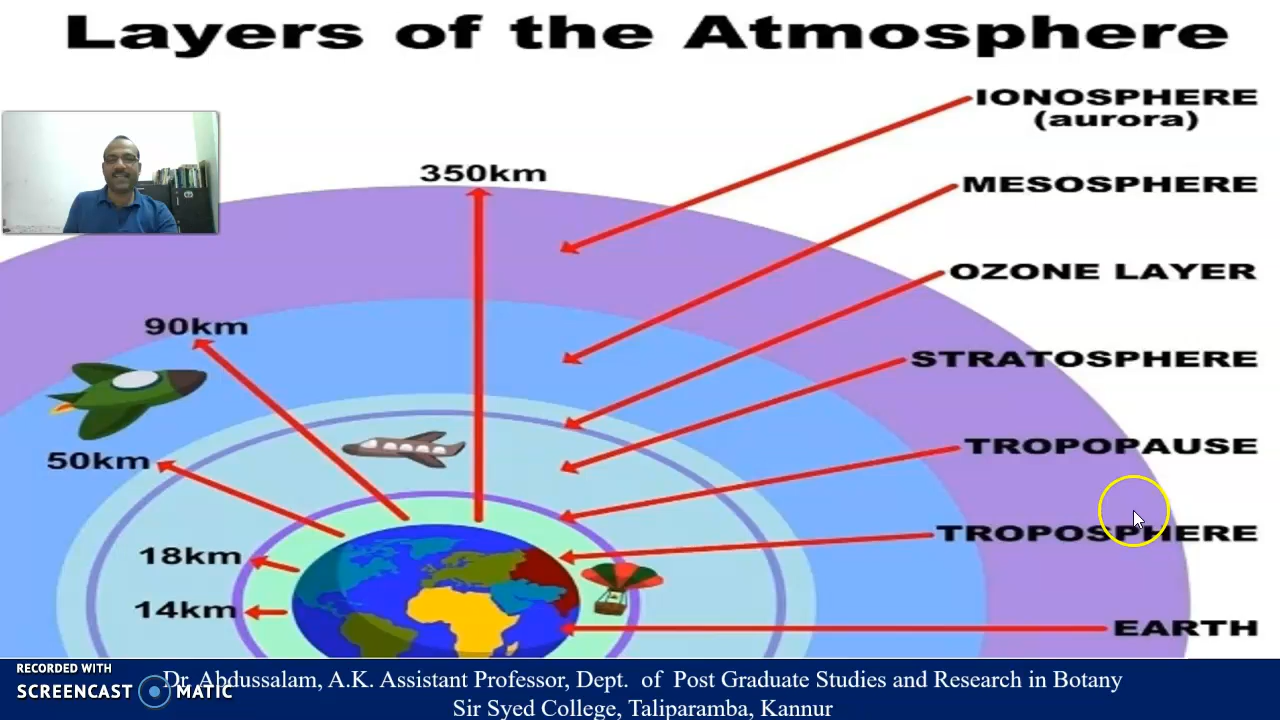 Layers of the Atmosphere
IONOSPHERE
(aurora)
350km
MESOSPHERE
OZONE LAYER
90km
STRATOSPHERE
TROPOPAUSE
50km
TROPOSPHERE
18km
14km
EARTH
RECORDED WITH
SCREENCAST MATIC
Dr. Abdussalam, A.K. Assistant Professor, Dept. of Post Graduate Studies and Research in Botany
Sir Syed College, Taliparamba, Kannur